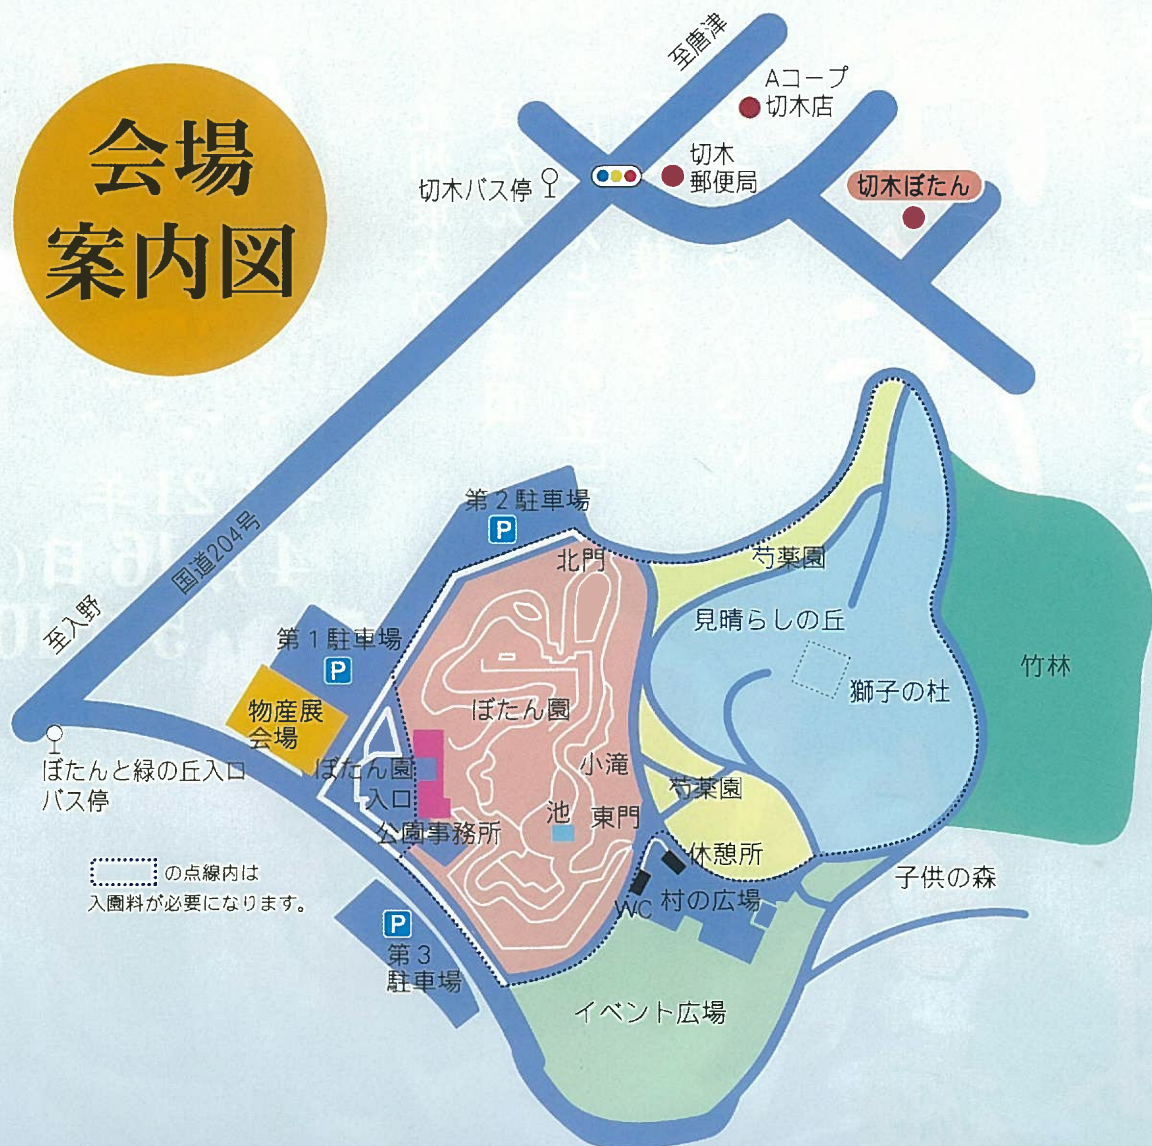 会場
案内図
至唐津
Aコープ
切木店
切木
郵便局
切木バス停
切木ぼたん
国道204号
至入野
第2駐車場
P
北門
芍薬園
見晴らしの丘
獅子の杜
竹林
第1駐車場
P
物産展
会場
ぼたん園
小滝
ぼたんと緑の丘入口
バス停
ぼたん園
入口
芍薬園
池
東門
公園事務所
休憩所
の点線内は
入園料が必要になります。
子供の森
WC
村の広場
P
第3
駐車場
イベント広場